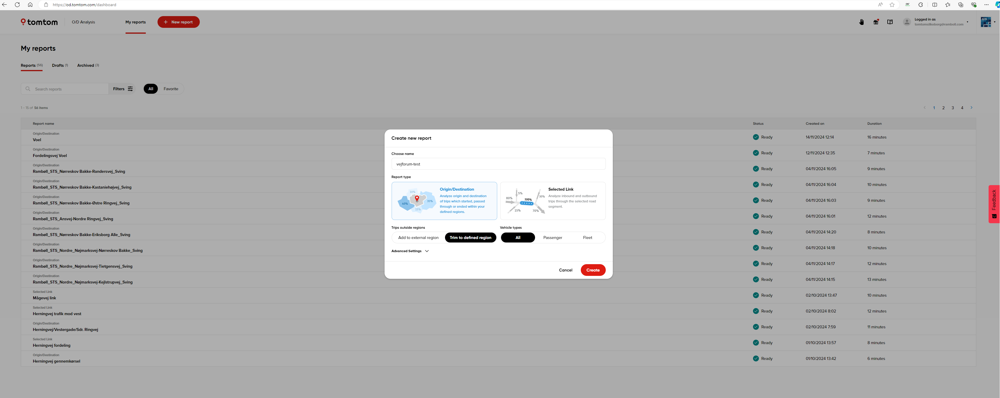 https://od.tomtom.com/dashboard
tomtom
O/D Analysis
My reports
New report
Logged in as
tomtomsilkeborg@ramboll.com
O/D
My reports
Reports (56)
Drafts (1)
Archived (3)
Search reports
Filters
All
Favorite
1 - 15 of 56 items
1
2
3
4
Report name
Status
Created on
Duration
Origin/Destination
Voel
Ready
14/11/2024 12:14
16 minutes
Origin/Destination
Fordelingsvej Voel
Ready
12/11/2024 12:35
7 minutes
Origin/Destination
Rambøll_STS_Nørreskov Bakke-Randersvej_Sving
Ready
04/11/2024 16:05
9 minutes
Origin/Destination
Rambøll_STS_Nørreskov Bakke-Kastaniehøjvej_Sving
Ready
04/11/2024 16:04
10 minutes
Origin/Destination
Rambøll_STS_Nørreskov Bakke-Østre Ringvej_Sving
Ready
04/11/2024 16:03
9 minutes
Origin/Destination
Rambøll_STS_Ansvej-Nordre Ringvej_Sving
Ready
04/11/2024 16:01
12 minutes
Origin/Destination
Rambøll_STS_Nørreskov Bakke-Eriksborg Alle_Sving
Ready
04/11/2024 14:20
8 minutes
Origin/Destination
Rambøll_STS_Nordre_Nøjmarksvej-Nørreskov Bakke_Sving
Ready
04/11/2024 14:18
10 minutes
Origin/Destination
Rambøll_STS_Nordre_Nøjmarksvej-Tietgensvej_Sving
Ready
04/11/2024 14:17
12 minutes
Origin/Destination
Rambøll_STS_Nordre_Nøjmarksvej-Kejlstrupvej_Sving
Ready
04/11/2024 14:15
13 minutes
Selected Link
Mågevej link
Ready
02/10/2024 13:47
10 minutes
Selected Link
Herningvej trafik mod vest
Ready
02/10/2024 8:02
12 minutes
Origin/Destination
Herningvej/Vestergade/Sdr. Ringvej
Ready
02/10/2024 7:59
11 minutes
Selected Link
Herningvej fordeling
Ready
01/10/2024 13:57
8 minutes
Origin/Destination
Herningvej gennemkørsel
Ready
01/10/2024 13:42
6 minutes
Create new report
Choose name
vejforum-test
Report type
10%
40%
35%
15%
Origin/Destination
Analyze origin and destination
of trips which started, passed
through or ended within your
defined regions.
5%
80%
100%
30%
15%
70%
Selected Link
Analyze inbound and outbound
trips through the selected road
segment.
Trips outside regions
Add to external region
Trim to defined region
Vehicle types
All
Passenger
Fleet
Advanced Settings
Cancel
Create
Feedback